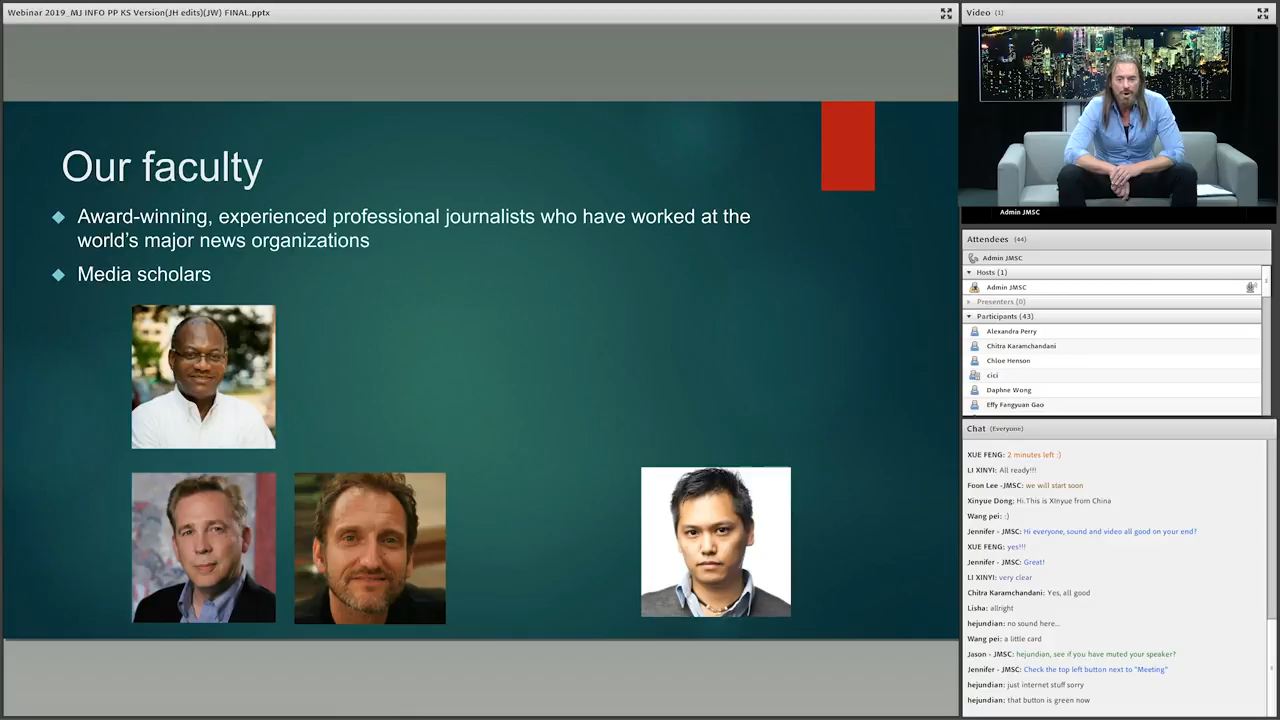 Webinar 2019_MJ INFO PP KS Version(JH edits)(JW) FINAL.pptx
Our faculty
Award-winning, experienced professional journalists who have worked at the
world's major news organizations
Media scholars
Video (1)
Admin JMSC
Attendees (44)
Admin JMSC
Hosts (1)
Admin JMSC
Presenters (0)
Participants (43)
Alexandra Perry
Chitra Karamchandani
Chloe Henson
cici
Daphne Wong
Effy Fangyuan Gao
Chat (Everyone)
XUE FENG: 2 minutes left :)
LI XINYI: All ready!!!
Foon Lee -JMSC: we will start soon
Xinyue Dong: Hi.This is XInyue from China
Wang pei: :)
Jennifer - JMSC: Hi everyone, sound and video all good on your end?
XUE FENG: yes!!!
Jennifer - JMSC: Great!
LI XINYI: very clear
Chitra Karamchandani: Yes, all good
Lisha: allright
hejundian: no sound here...
Wang pei: a little card
Jason - JMSC: hejundian, see if you have muted your speaker?
Jennifer - JMSC: Check the top left button next to "Meeting"
hejundian: just internet stuff sorry
hejundian: that button is green now